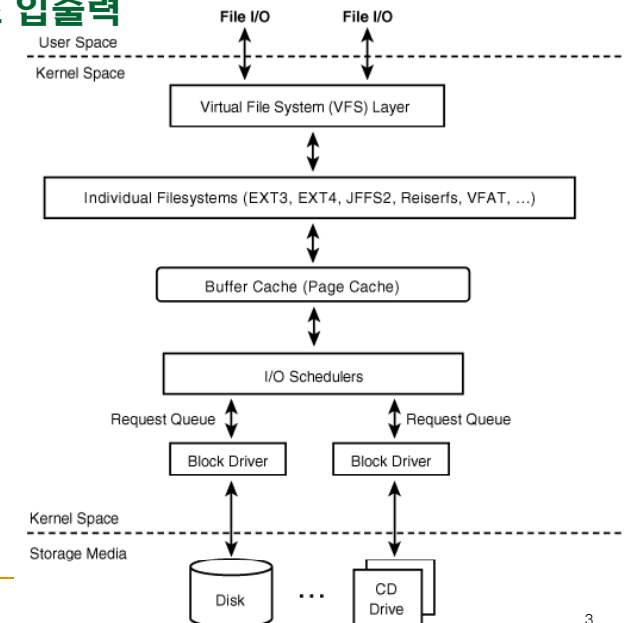 입출력
File I/O File I/O
User Space
Kernel Space
Virtual File System (VFS) Layer
Individual Filesystems (EXT3, EXT4, JFFS2, Reiserfs, VFAT, ...)
Buffer Cache (Page Cache)
I/O Schedulers
Request Queue Request Queue
Block Driver Block Driver
Kernel Space
Storage Media
Disk ... CD Drive
3